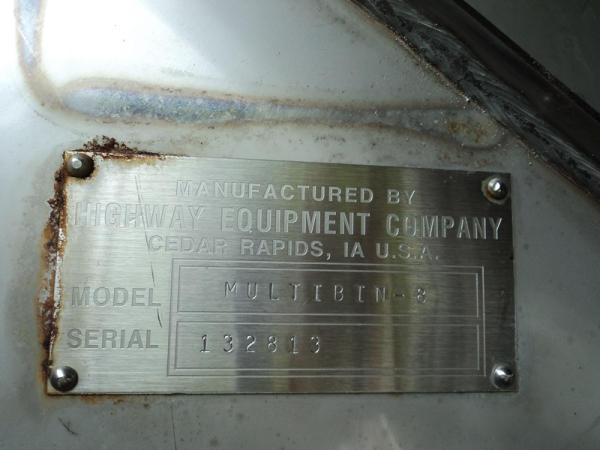 MANUFACTURED BY
HIGHWAY EQUIPMENT COMPANY
CEDAR RAPIDS, IA U.S.A.
MODEL MULTIBIN-8
SERIAL 132813